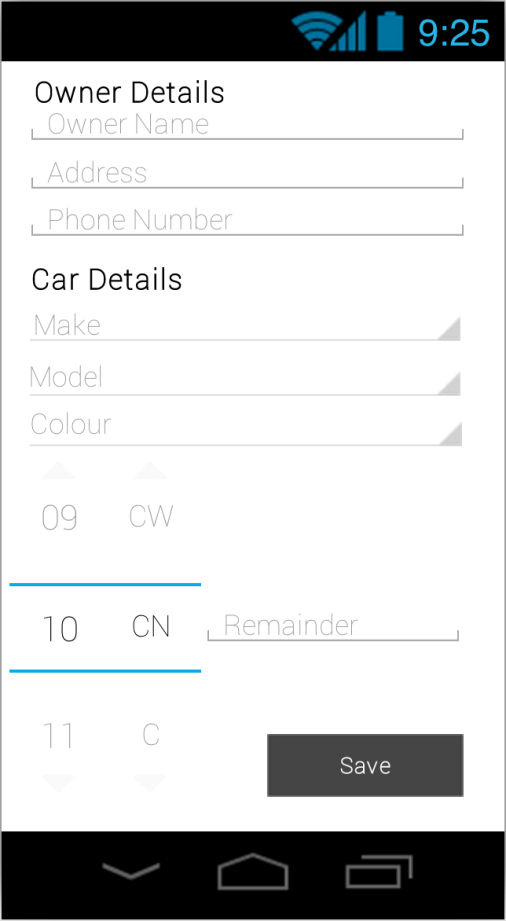 9:25
Owner Details
Owner Name
Address
Phone Number
Car Details
Make
Model
Colour
09 CW
10 CN Remainder
11 C
Save